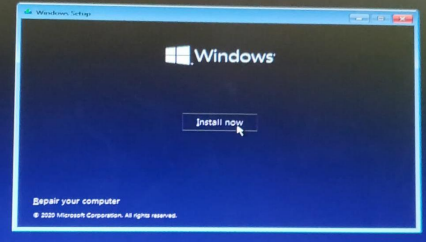 Windows Setup
Windows
Install now
Repair your computer
© 2020 Microsoft Corporation. All rights reserved.